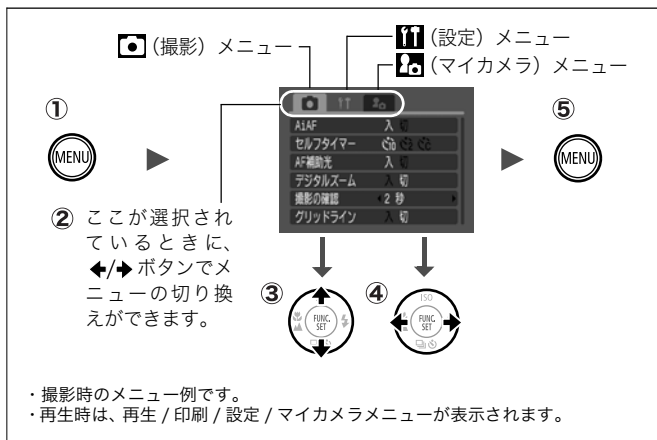 （撮影）メニュー
（設定）メニュー
（マイカメラ）メニュー
①
MENU
② ここが選択され
ているときに、
←/→ ボタンでメ
ニューの切り換
えができます。
AiAF 入 切
セルフタイマー
AF補助光 入 切
デジタルズーム 入 切
撮影の確認 2 秒
グリッドライン 入 切
③
FUNC.
SET
④
ISO
FUNC.
SET
⑤
MENU
・撮影時のメニュー例です。
・再生時は、再生 / 印刷 / 設定 / マイカメラメニューが表示されます。